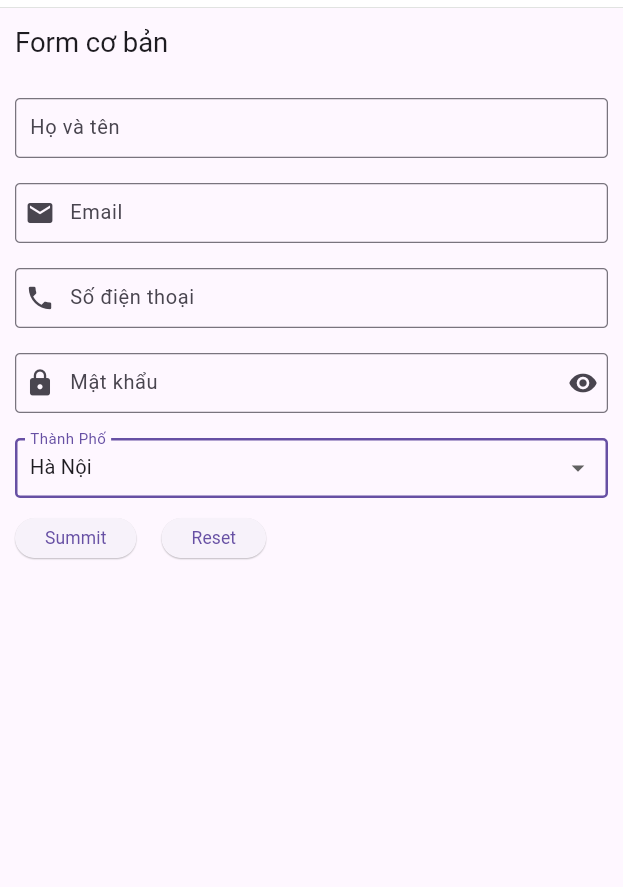 Form cơ bản
Họ và tên
Email
Số điện thoại
Mật khẩu
Thành Phố
Hà Nội
Summit
Reset